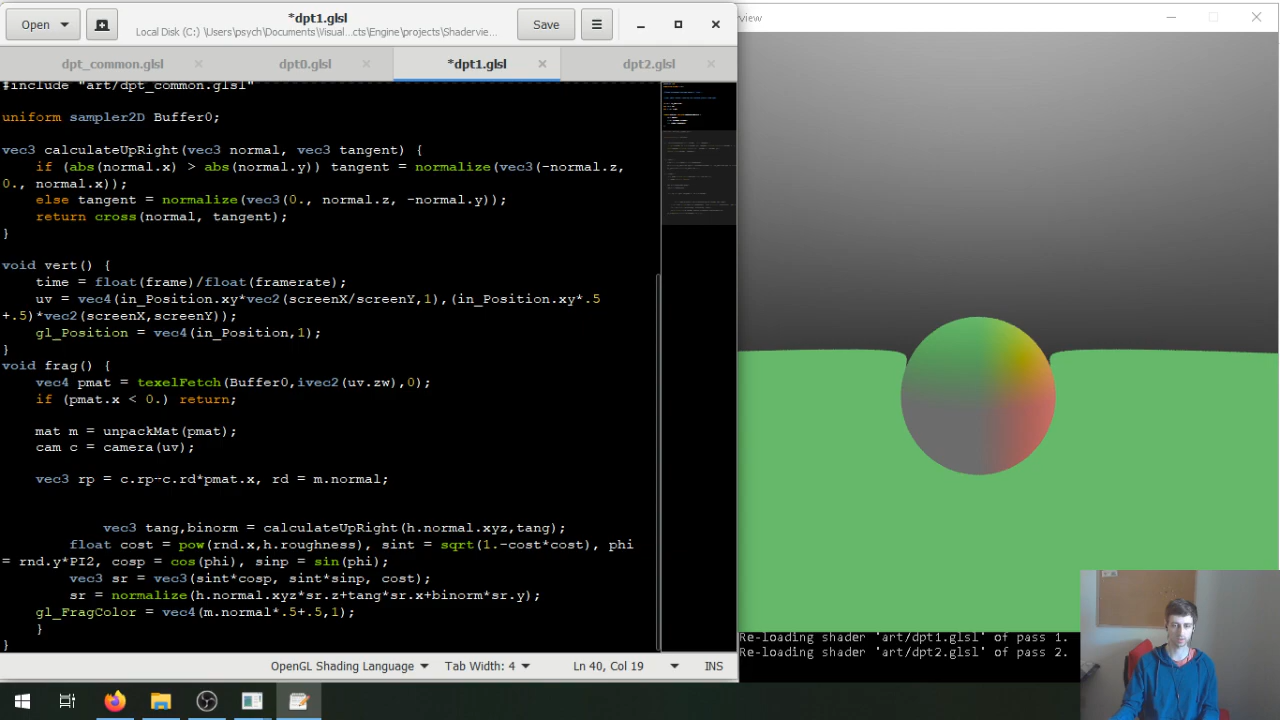 Open
*dpt1.glsl
Local Disk (C:) \Users\psych\Documents\Visual...cts\Engine\projects\Shadervie...
Save
dpt_common.glsl
dpt0.glsl
*dpt1.glsl
dpt2.glsl
#include "art/dpt_common.glsl"
uniform sampler2D Buffer0;
vec3 calculateUpRight(vec3 normal, vec3 tangent) {
if (abs(normal.x) > abs(normal.y)) tangent = normalize(vec3(-normal.z,
0., normal.x));
else tangent = normalize(vec3(0., normal.z, -normal.y));
return cross(normal, tangent);
}
void vert() {
time = float(frame)/float(framerate);
uv = vec4(in_Position.xy*vec2(screenX/screenY,1),(in_Position.xy*.5
+.5)*vec2(screenX,screenY));
gl_Position = vec4(in_Position,1);
}
void frag() {
vec4 pmat = texelFetch(Buffer0,ivec2(uv.zw),0);
if (pmat.x < 0.) return;
mat m = unpackMat(pmat);
cam c = camera(uv);
vec3 rp = c.rp-c.rd*pmat.x, rd = m.normal;
vec3 tang,binorm = calculateUpRight(h.normal.xyz,tang);
float cost = pow(rnd.x,h.roughness), sint = sqrt(1.-cost*cost), phi
= rnd.y*PI2, cosp = cos(phi), sinp = sin(phi);
vec3 sr = vec3(sint*cosp, sint*sinp, cost);
sr = normalize(h.normal.xyz*sr.z+tang*sr.x+binorm*sr.y);
gl_FragColor = vec4(m.normal*.5+.5,1);
}
}
OpenGL Shading Language
Tab Width: 4
Ln 40, Col 19
INS
Re-loading shader 'art/dpt1.glsl' of pass 1.
Re-loading shader 'art/dpt2.glsl' of pass 2.